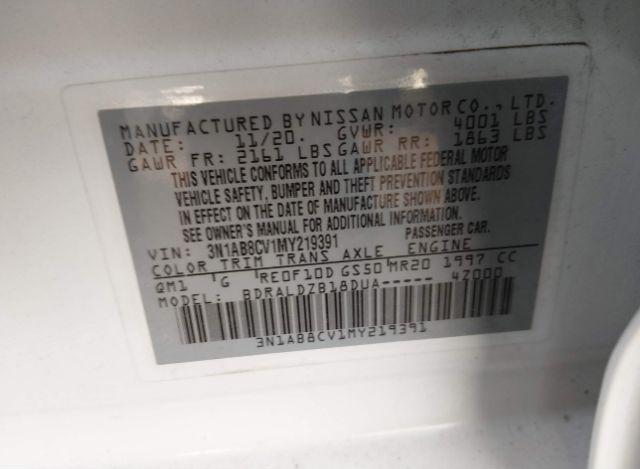 MANUFACTURED BY NISSAN MOTOR CO., LTD.
DATE: 11/20. GVWR: 4001 LBS
GAWR FR: 2161 LBS GAWR RR: 1863 LBS
THIS VEHICLE CONFORMS TO ALL APPLICABLE FEDERAL MOTOR
VEHICLE SAFETY, BUMPER AND THEFT PREVENTION STANDARDS
IN EFFECT ON THE DATE OF MANUFACTURE SHOWN ABOVE.
SEE OWNER'S MANUAL FOR ADDITIONAL INFORMATION.
VIN: 3N1AB8CV1MY219391 PASSENGER CAR.
COLOR TRIM TRANS AXLE ENGINE
QM1 G RE0F10D GS50 MR20 1997 CC
MODEL: BDRALDZB18DUA----- 47000
3N1AB8CV1MY219391